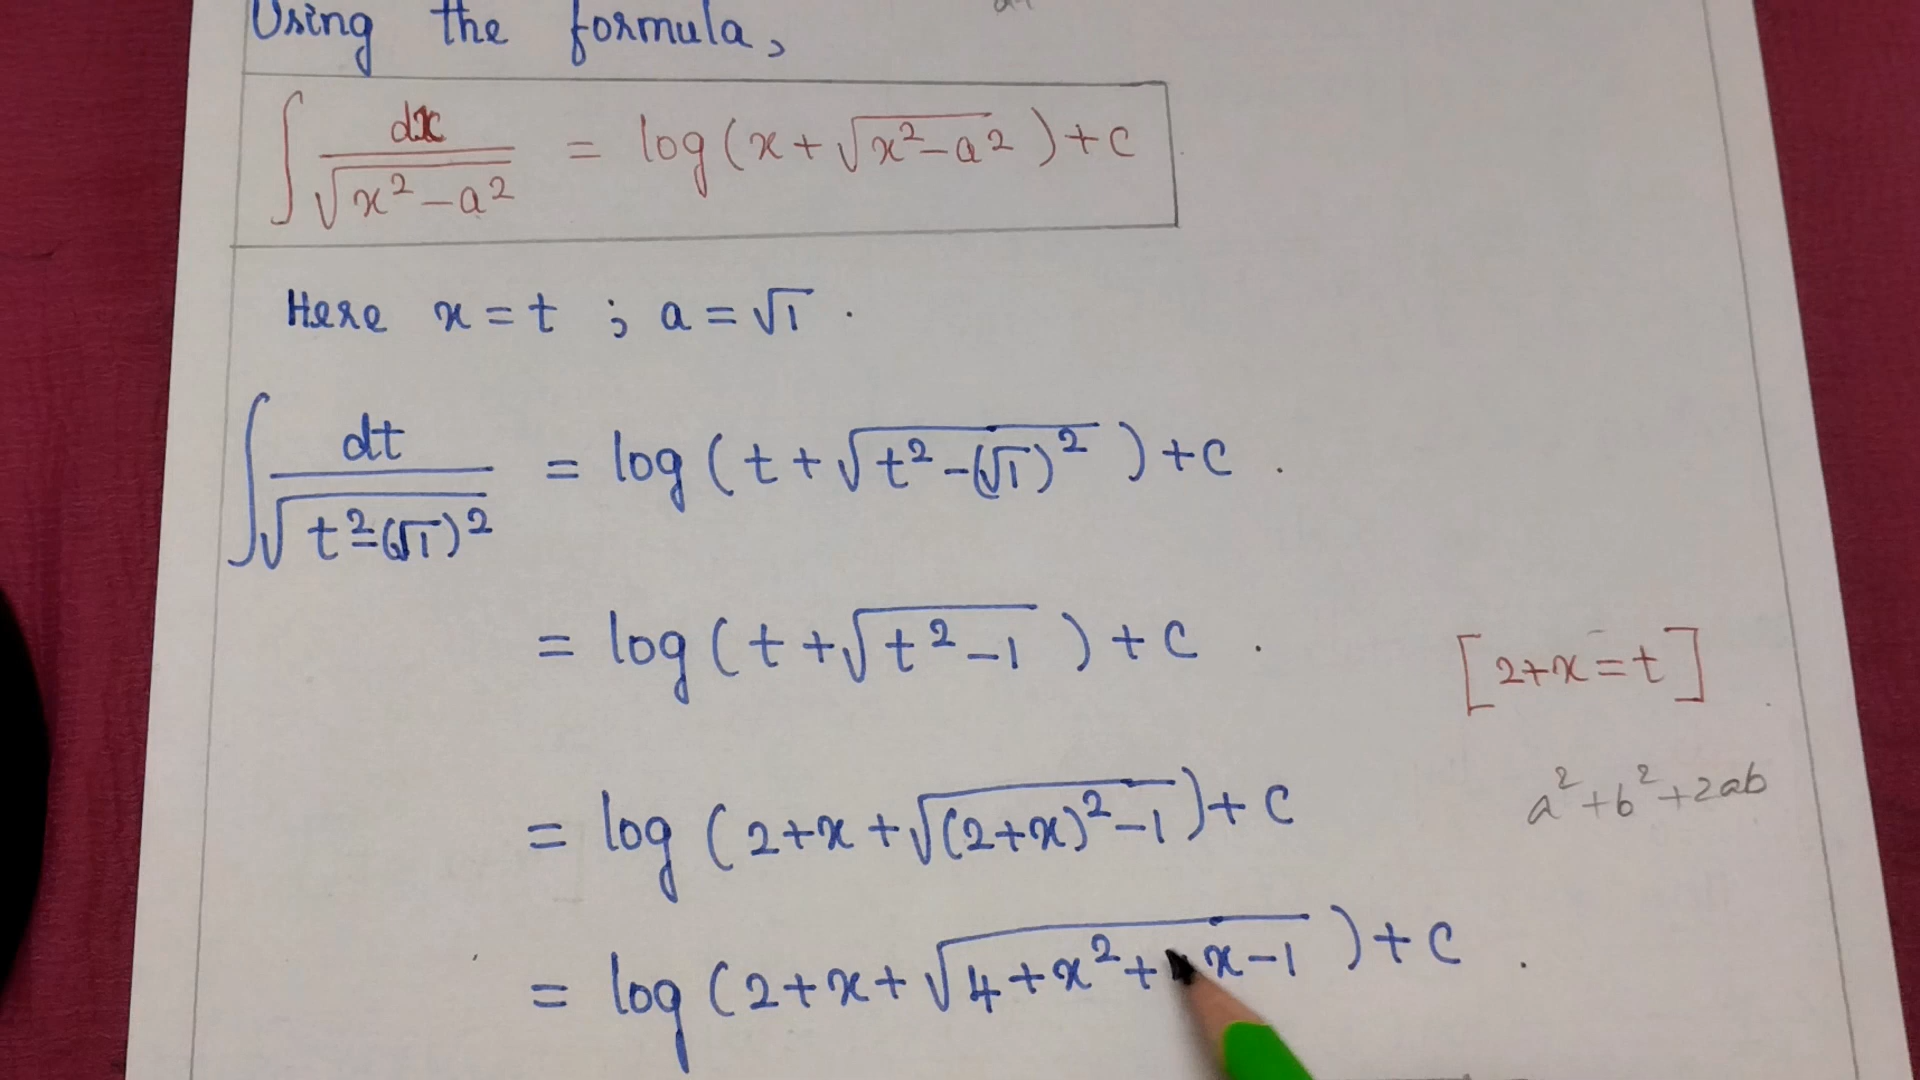 Using the formula,
∫ dx / √(x² - a²) = log(x + √(x² - a²)) + c
Here x = t ; a = √1 .
∫ dt / √(t² - (√1)²) = log(t + √(t² - (√1)²)) + c .
= log(t + √(t² - 1)) + c .
[2+x = t]
= log(2+x + √((2+x)² - 1)) + c
a² + b² + 2ab
= log(2+x + √(4 + x² + x - 1)) + c .